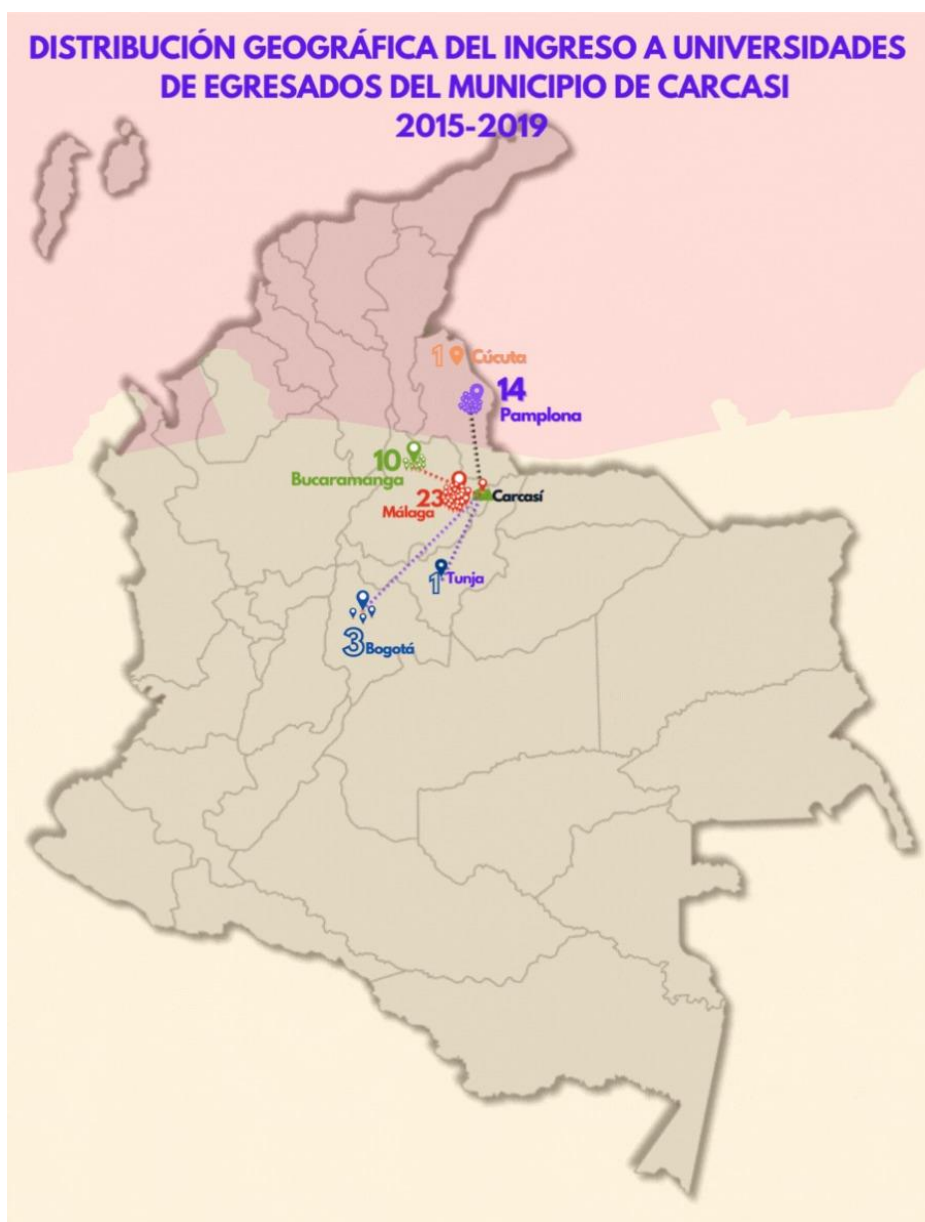 DISTRIBUCIÓN GEOGRÁFICA DEL INGRESO A UNIVERSIDADES
DE EGRESADOS DEL MUNICIPIO DE CARCASI
2015-2019
1 Cúcuta
14
Pamplona
10
Bucaramanga
23
Málaga
Carcasí
1 Tunja
3 Bogotá